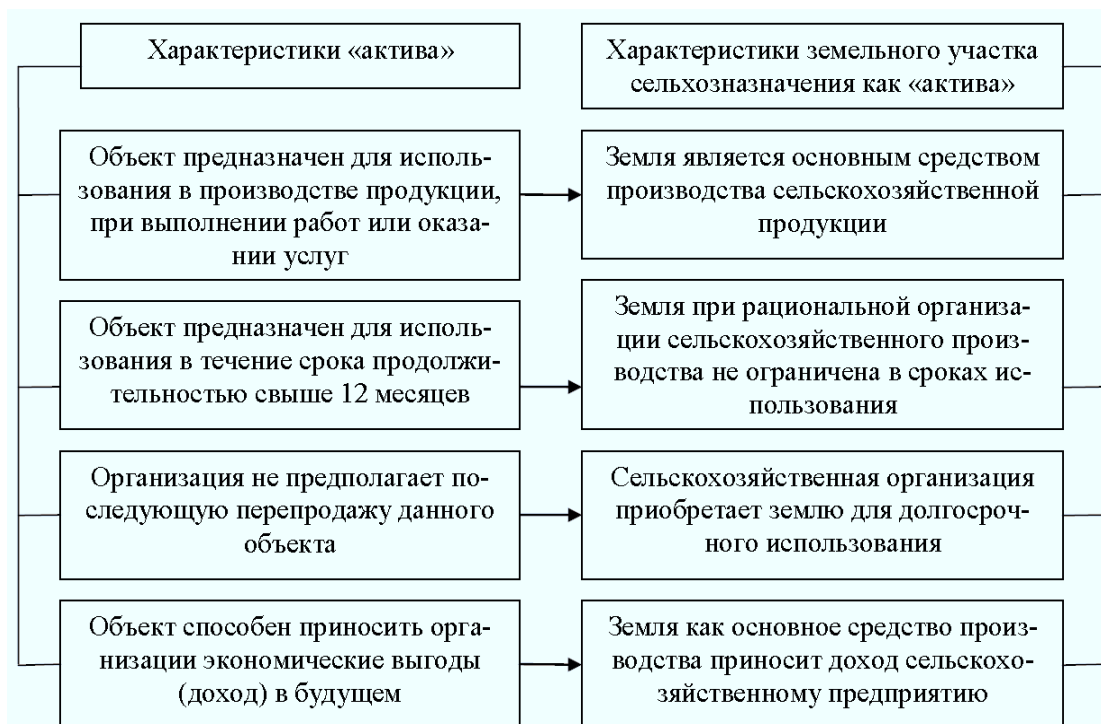 Характеристики «актива»
Характеристики земельного участка
сельхозназначения как «актива»
Объект предназначен для исполь-
зования в производстве продукции,
при выполнении работ или оказа-
нии услуг
Земля является основным средством
производства сельскохозяйственной
продукции
Объект предназначен для исполь-
зования в течение срока продолжи-
тельностью свыше 12 месяцев
Земля при рациональной организа-
ции сельскохозяйственного произ-
водства не ограничена в сроках ис-
пользования
Организация не предполагает по-
следующую перепродажу данного
объекта
Сельскохозяйственная организация
приобретает землю для долгосроч-
ного использования
Объект способен приносить орга-
низации экономические выгоды
(доход) в будущем
Земля как основное средство произ-
водства приносит доход сельскохо-
зяйственному предприятию